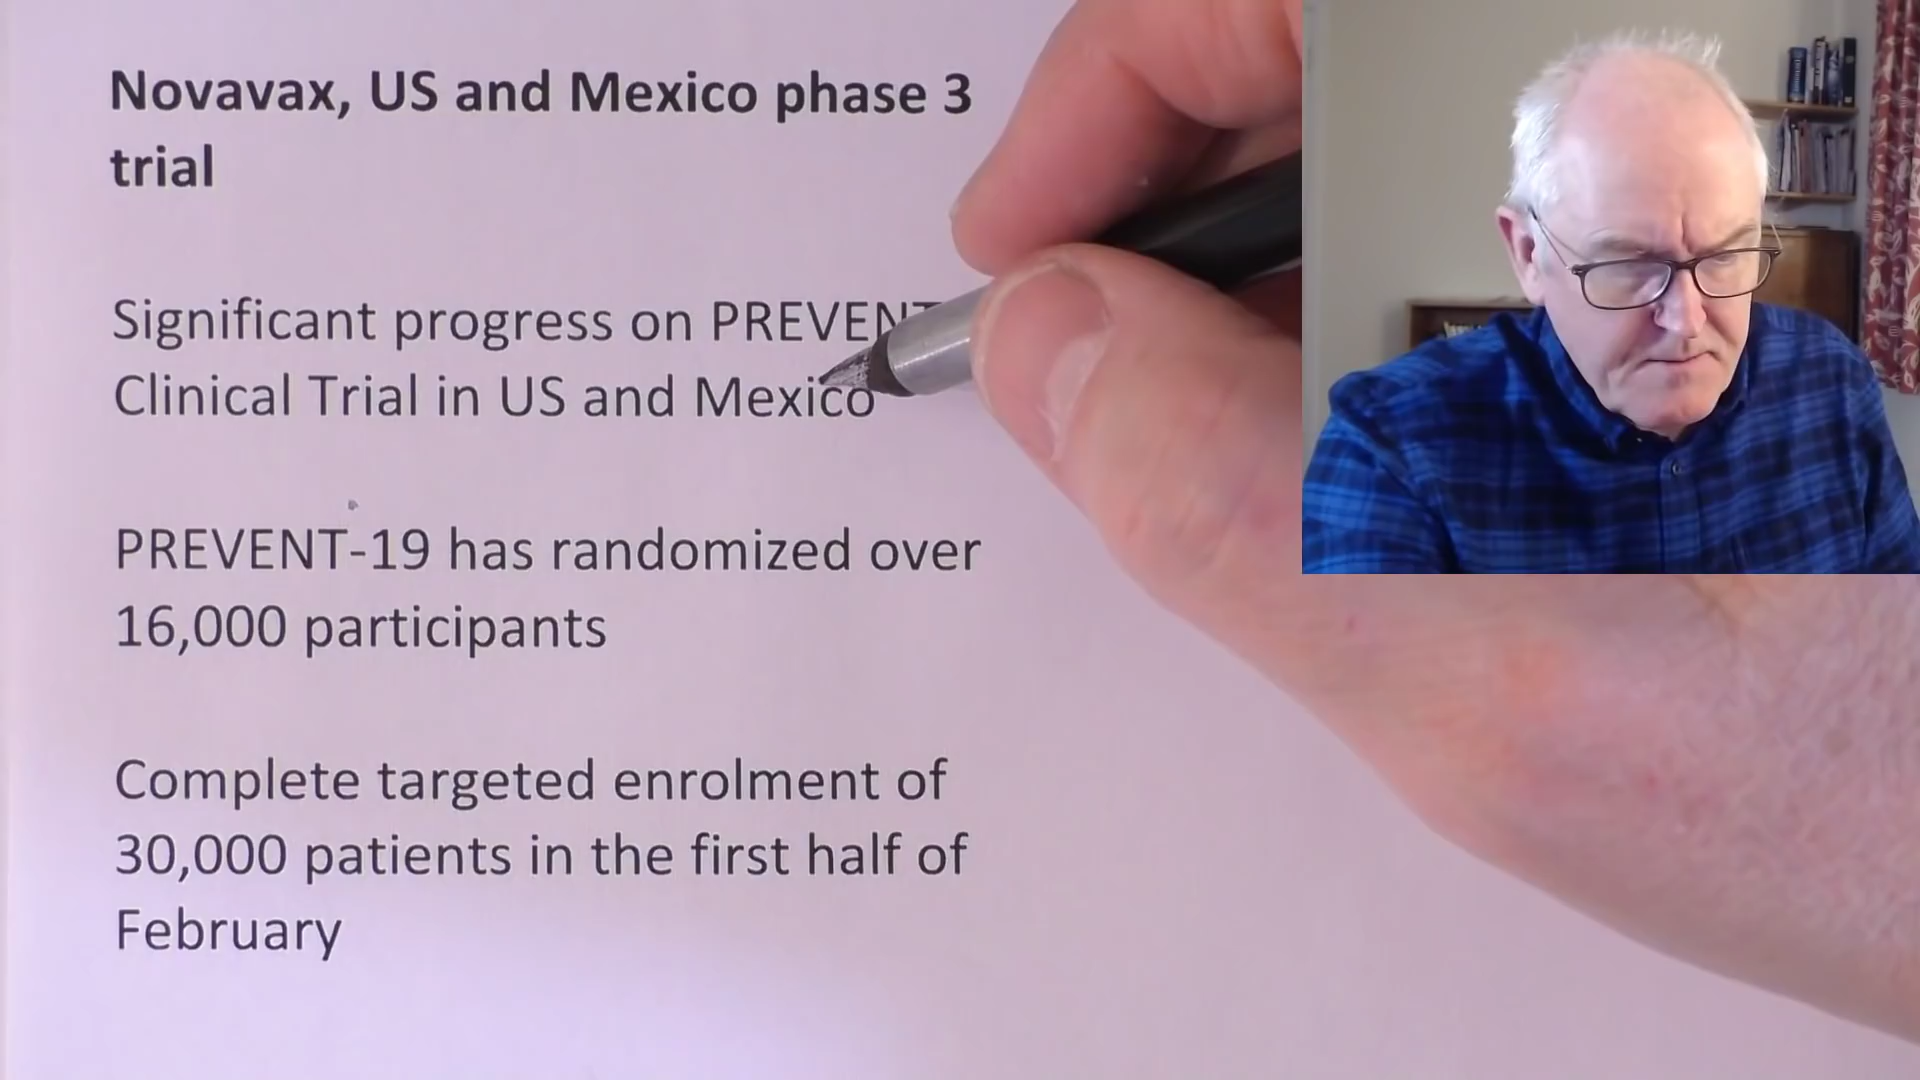 Novavax, US and Mexico phase 3
trial
Significant progress on
Clinical Trial in US and Mexico
PREVENT-19 has randomized over
16,000 participants
Complete targeted enrolment of
30,000 patients in the first half of
February